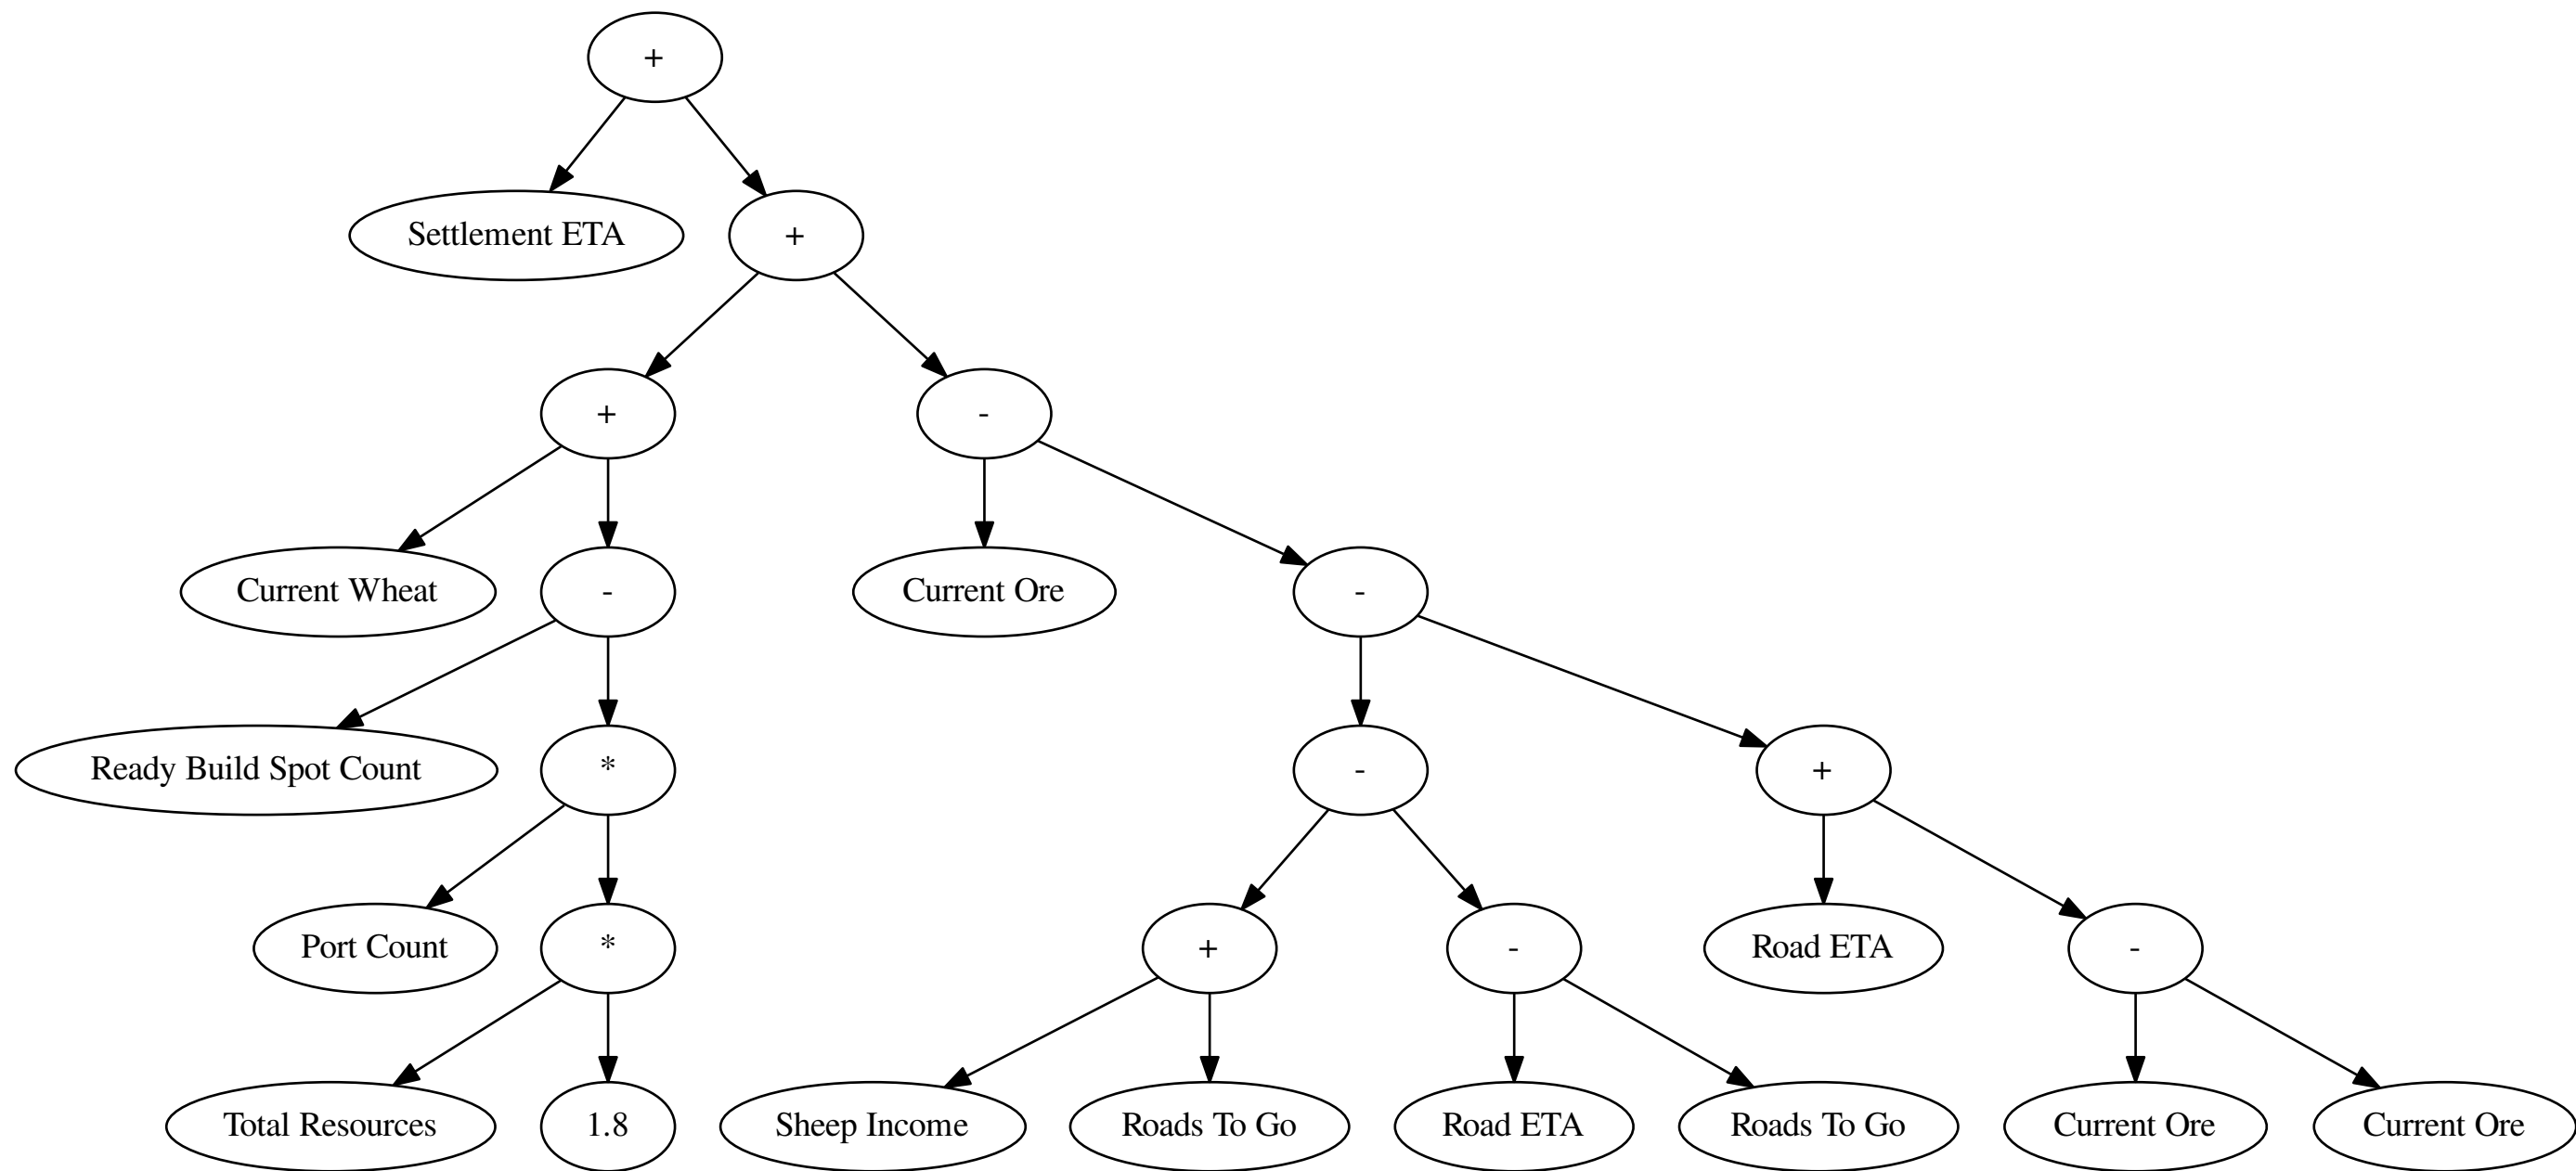 +
Settlement ETA
+
+
-
Current Wheat
-
Current Ore
-
Ready Build Spot Count
*
-
+
Port Count
*
+
-
Road ETA
-
Total Resources
1.8
Sheep Income
Roads To Go
Road ETA
Roads To Go
Current Ore
Current Ore